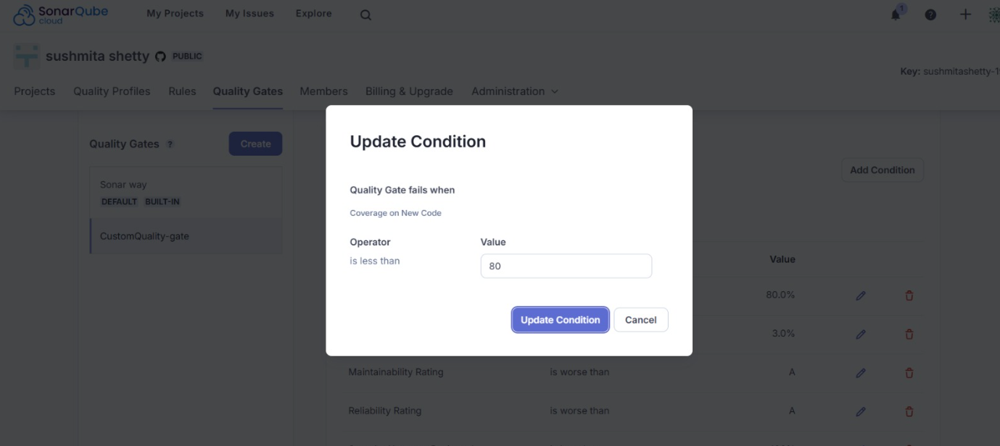 SonarQube cloud
My Projects My Issues Explore
1
?
sushmita shetty PUBLIC
Key: sushmitashetty-1
Projects Quality Profiles Rules Quality Gates Members Billing & Upgrade Administration
Quality Gates ? Create
Sonar way
DEFAULT BUILT-IN
CustomQuality-gate
Add Condition
Update Condition
Quality Gate fails when
Coverage on New Code
Operator Value
is less than 80
Update Condition Cancel
Value
80.0%
3.0%
Maintainability Rating is worse than A
Reliability Rating is worse than A